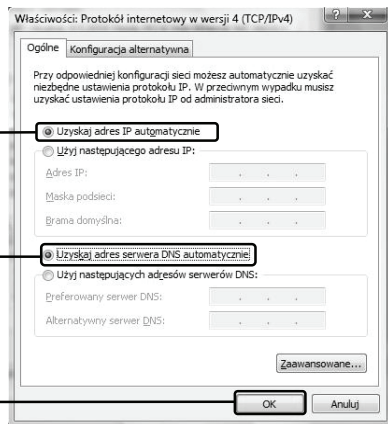 Właściwości: Protokół internetowy w wersji 4 (TCP/IPv4)
Ogólne
Konfiguracja alternatywna
Przy odpowiedniej konfiguracji sieci możesz automatycznie uzyskać
niezbędne ustawienia protokołu IP. W przeciwnym wypadku musisz
uzyskać ustawienia protokołu IP od administratora sieci.
Uzyskaj adres IP automatycznie
Użyj następującego adresu IP:
Adres IP:
Maska podsieci:
Brama domyślna:
Uzyskaj adres serwera DNS automatycznie
Użyj następujących adresów serwerów DNS:
Preferowany serwer DNS:
Alternatywny serwer DNS:
Zaawansowane...
OK
Anuluj